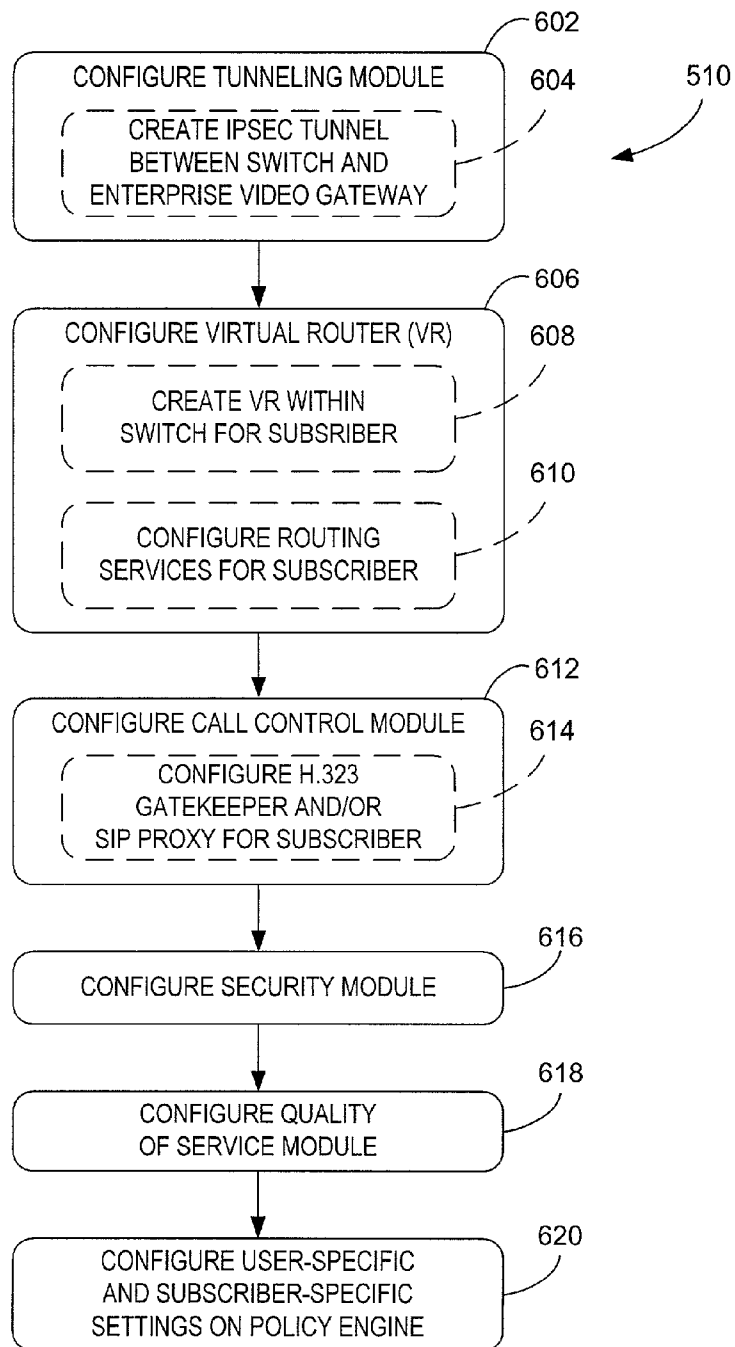 602
CONFIGURE TUNNELING MODULE
604
510
CREATE IPSEC TUNNEL
BETWEEN SWITCH AND
ENTERPRISE VIDEO GATEWAY
606
CONFIGURE VIRTUAL ROUTER (VR)
608
CREATE VR WITHIN
SWITCH FOR SUBSRIBER
610
CONFIGURE ROUTING
SERVICES FOR SUBSCRIBER
612
CONFIGURE CALL CONTROL MODULE
614
CONFIGURE H.323
GATEKEEPER AND/OR
SIP PROXY FOR SUBSCRIBER
616
CONFIGURE SECURITY MODULE
618
CONFIGURE QUALITY
OF SERVICE MODULE
620
CONFIGURE USER-SPECIFIC
AND SUBSCRIBER-SPECIFIC
SETTINGS ON POLICY ENGINE